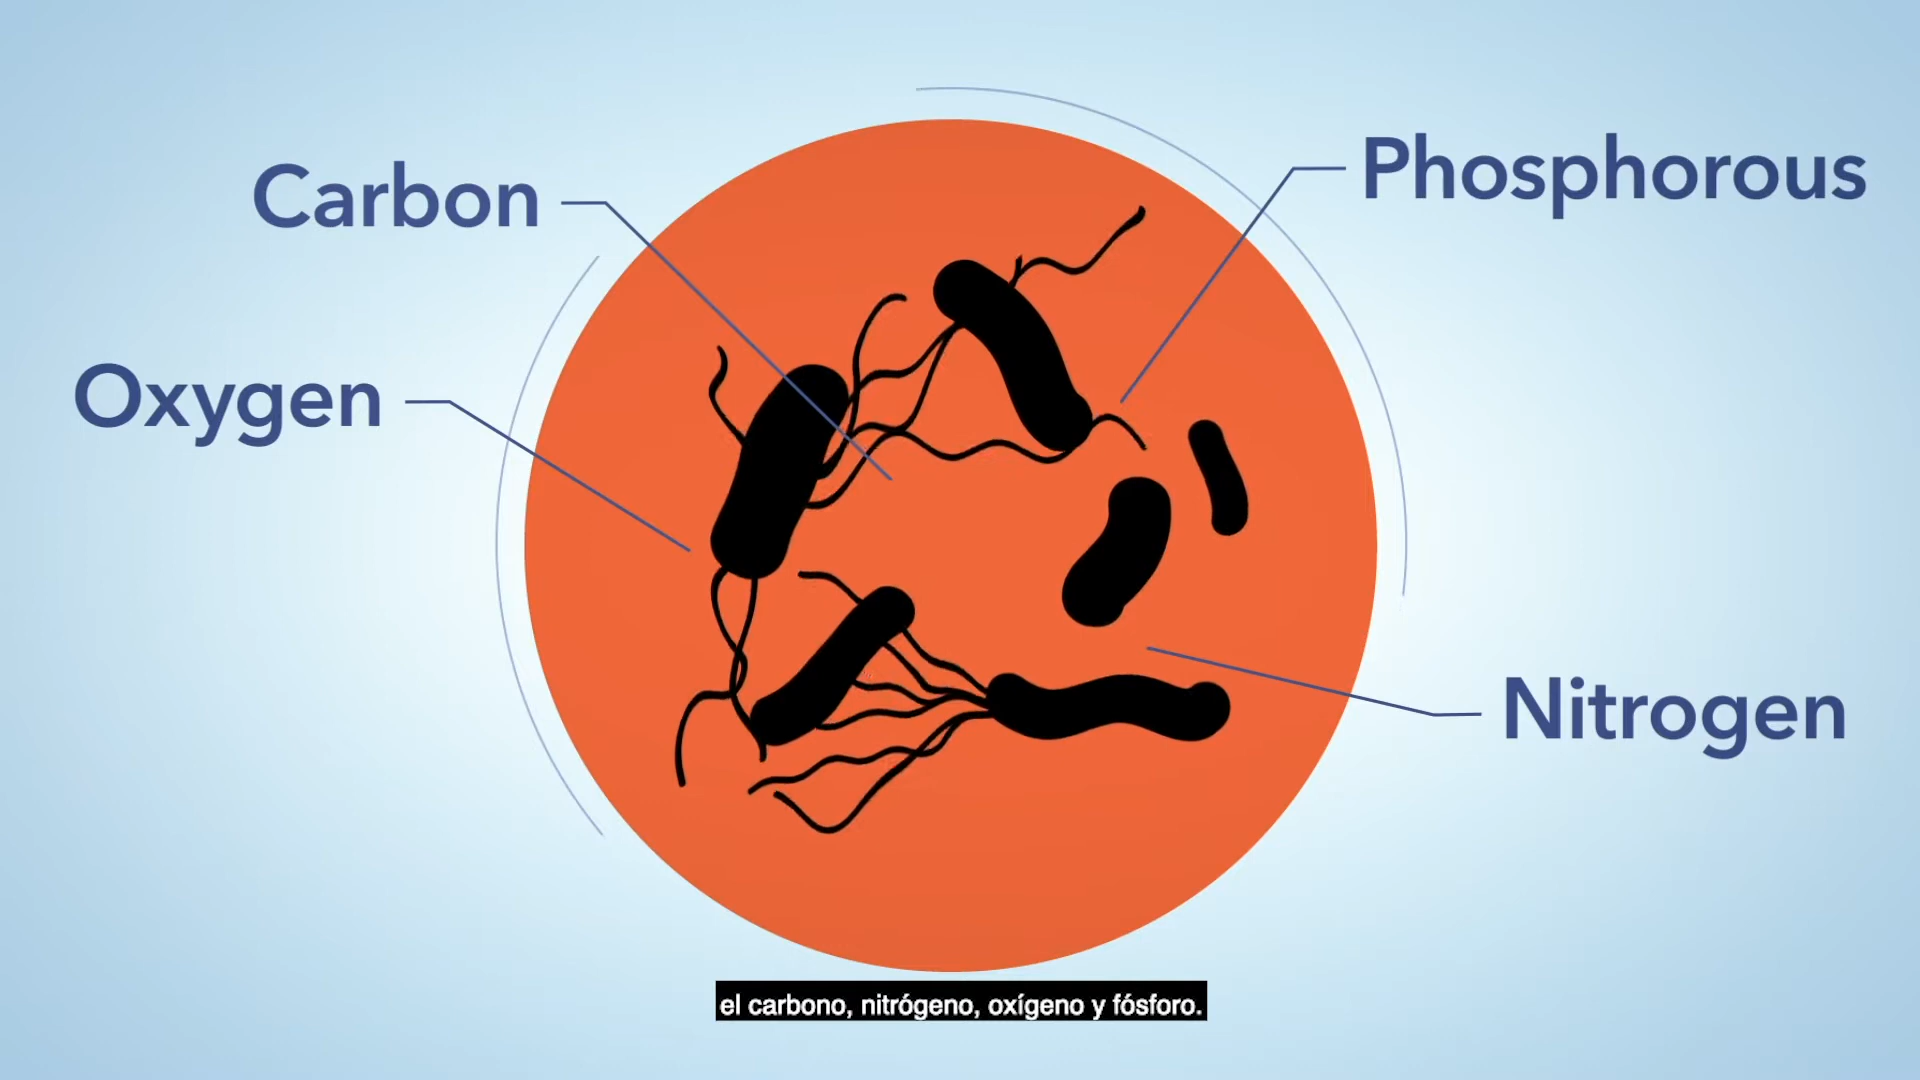 Phosphorous
Carbon
Oxygen
Nitrogen
el carbono, nitrógeno, oxígeno y fósforo.